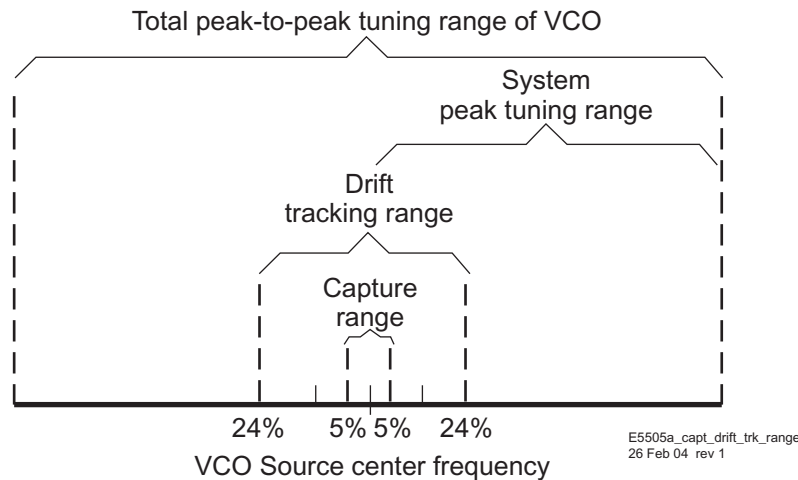 Total peak-to-peak tuning range of VCO
System
peak tuning range
Drift
tracking range
Capture
range
24% 5% 5% 24%
VCO Source center frequency
E5505a_capt_drift_trk_range
26 Feb 04 rev 1